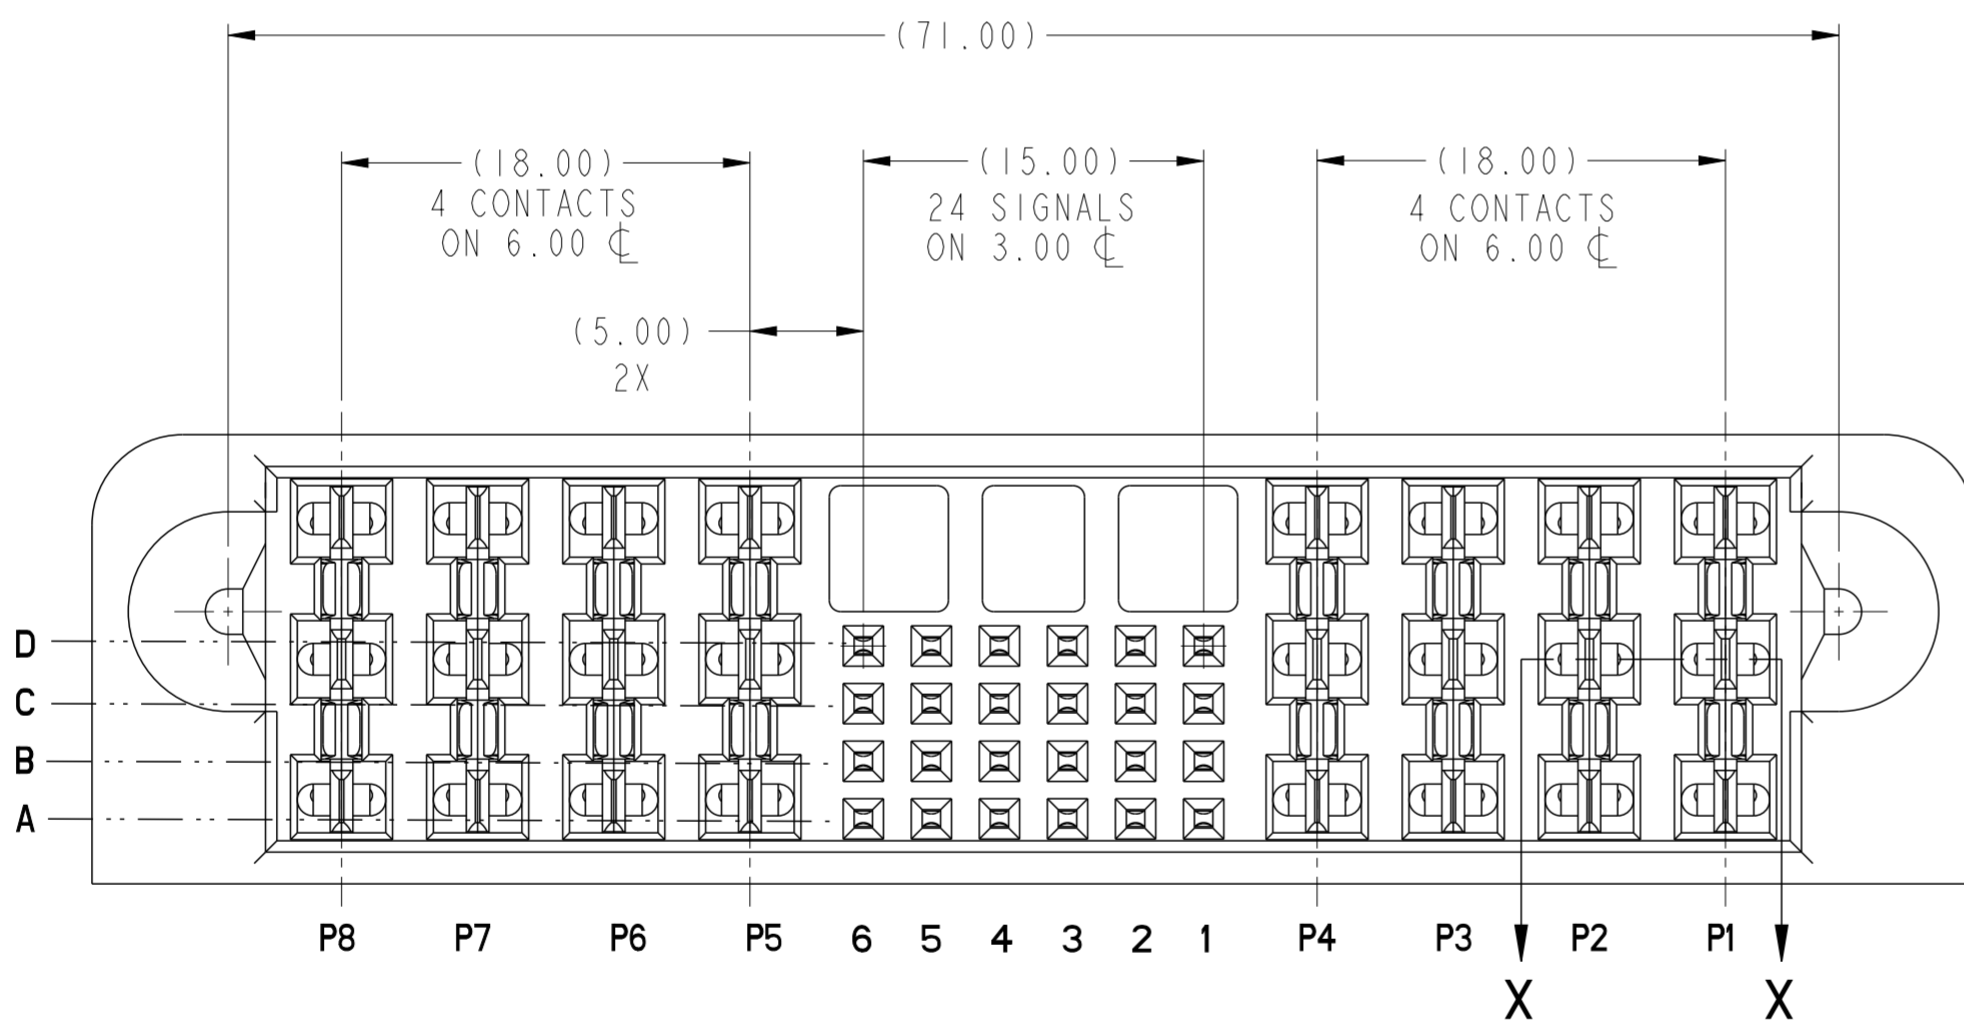 (71.00)
(18.00)
4 CONTACTS
ON 6.00 ℄
(15.00)
24 SIGNALS
ON 3.00 ℄
(18.00)
4 CONTACTS
ON 6.00 ℄
(5.00)
2X
D
C
B
A
P8 P7 P6 P5 6 5 4 3 2 1 P4 P3 P2 P1
X X